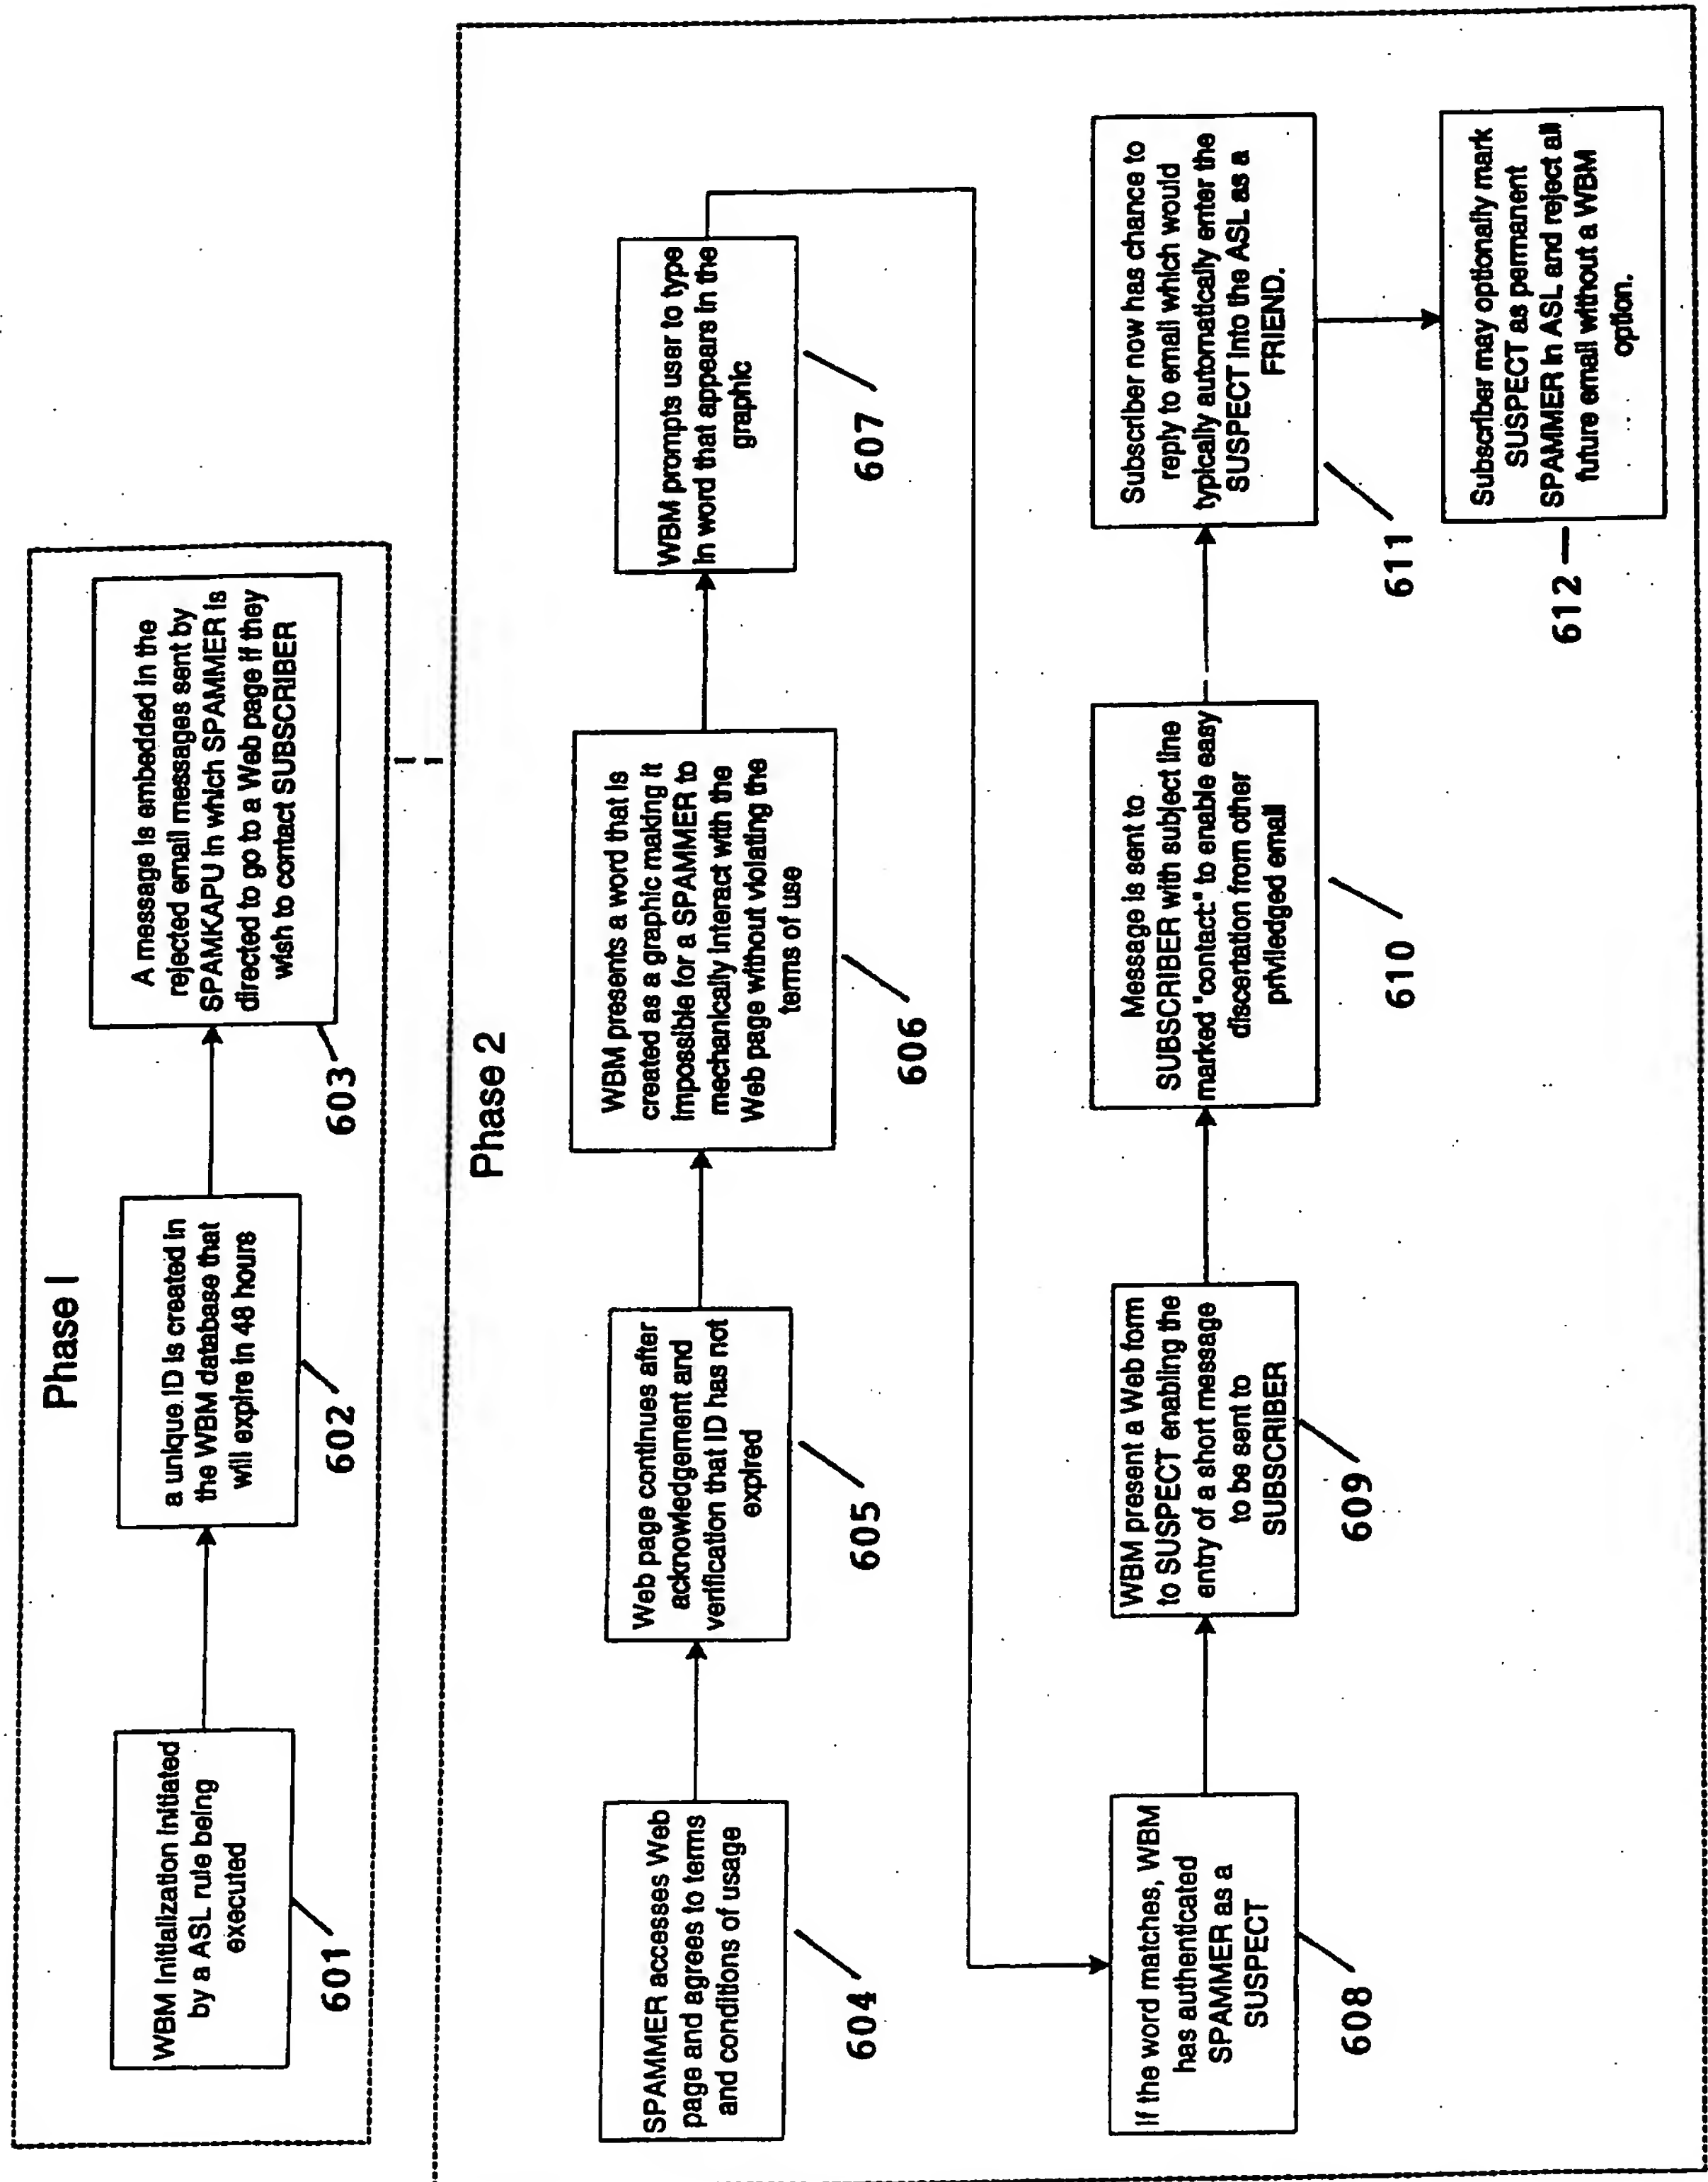 Phase I
WBM Initialization initiated
by a ASL rule being
executed
601
a unique ID is created in
the WBM database that
will expire in 48 hours
602
A message is embedded in the
rejected email messages sent by
SPAMKAPU in which SPAMMER is
directed to go to a Web page if they
wish to contact SUBSCRIBER
603
Phase 2
SPAMMER accesses Web
page and agrees to terms
and conditions of usage
604
Web page continues after
acknowledgement and
verification that ID has not
expired
605
WBM presents a word that is
created as a graphic making it
impossible for a SPAMMER to
mechanically interact with the
Web page without violating the
terms of use
606
WBM prompts user to type
in word that appears in the
graphic
607
If the word matches, WBM
has authenticated
SPAMMER as a
SUSPECT
608
WBM present a Web form
to SUSPECT enabling the
entry of a short message
to be sent to
SUBSCRIBER
609
Message is sent to
SUBSCRIBER with subject line
marked "contact:" to enable easy
discertation from other
priviledged email
610
Subscriber now has chance to
reply to email which would
typically automatically enter the
SUSPECT into the ASL as a
FRIEND.
611
Subscriber may optionally mark
SUSPECT as permanent
SPAMMER in ASL and reject all
future email without a WBM
option.
612